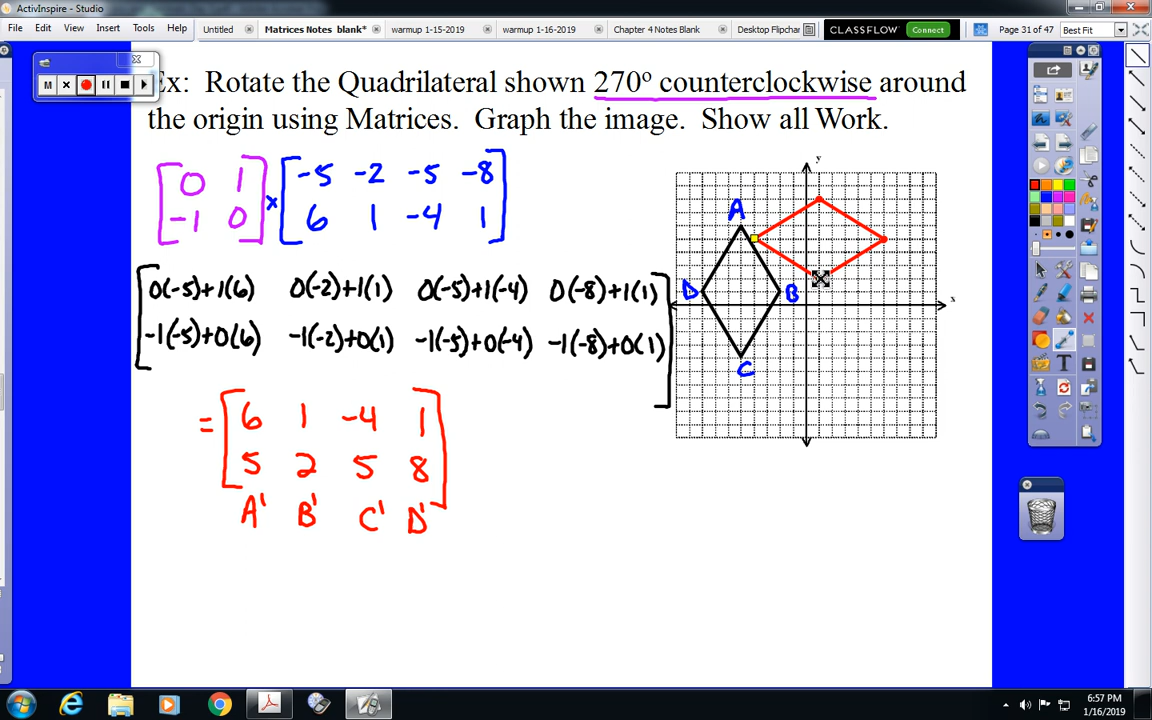 ActivInspire - Studio
File Edit View Insert Tools Help
Untitled Matrices Notes blank* warmup 1-15-2019 warmup 1-16-2019 Chapter 4 Notes Blank Desktop Flipchar CLASSFLOW Connect Page 31 of 47 Best Fit
M
Ex: Rotate the Quadrilateral shown 270º counterclockwise around
the origin using Matrices. Graph the image. Show all Work.
[0 1] × [-5 -2 -5 -8]
[-1 0] [6 1 -4 1]
[0(-5)+1(6) 0(-2)+1(1) 0(-5)+1(-4) 0(-8)+1(1)]
[-1(-5)+0(6) -1(-2)+0(1) -1(-5)+0(-4) -1(-8)+0(1)]
= [6 1 -4 1]
[5 2 5 8]
A' B' C' D'
y
A
D B
x
C
T
6:57 PM
1/16/2019